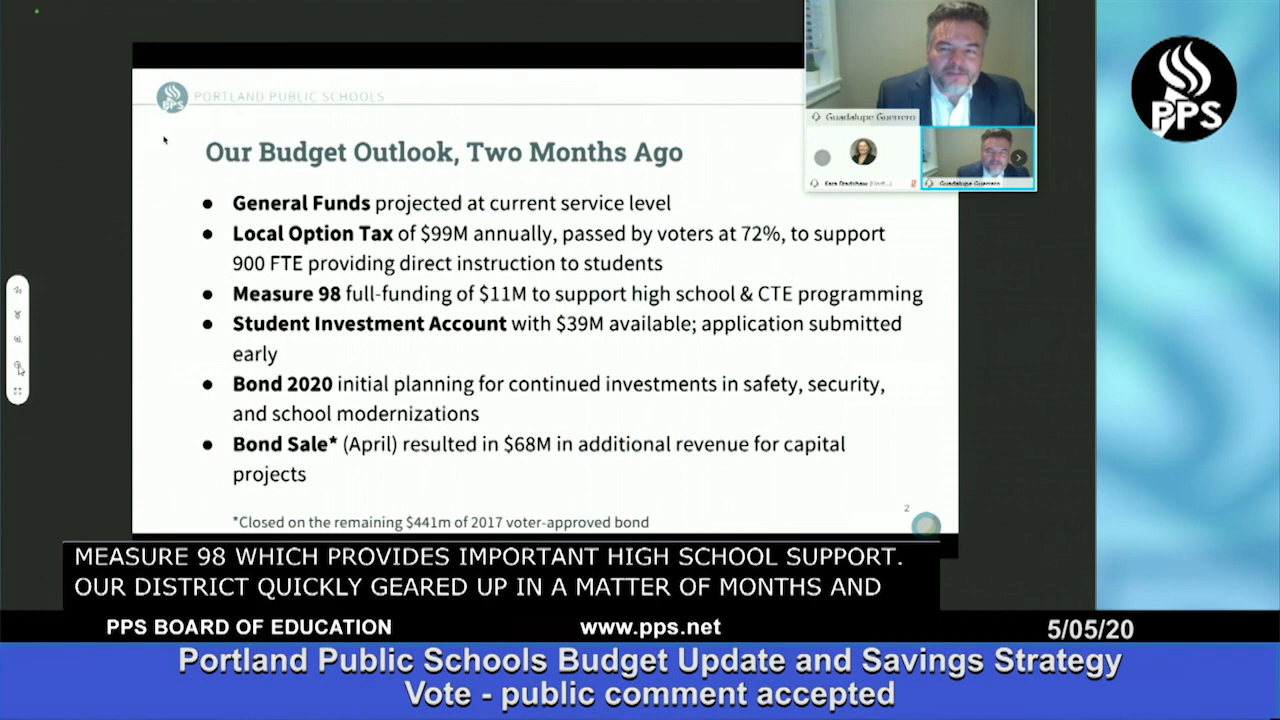 PPS
PORTLAND PUBLIC SCHOOLS
Our Budget Outlook, Two Months Ago
● General Funds projected at current service level
● Local Option Tax of $99M annually, passed by voters at 72%, to support
900 FTE providing direct instruction to students
● Measure 98 full-funding of $11M to support high school & CTE programming
● Student Investment Account with $39M available; application submitted
early
● Bond 2020 initial planning for continued investments in safety, security,
and school modernizations
● Bond Sale* (April) resulted in $68M in additional revenue for capital
projects
*Closed on the remaining $441m of 2017 voter-approved bond
2
Guadalupe Guerrero
Kara Bradshaw
Guadalupe Guerrero
PPS
MEASURE 98 WHICH PROVIDES IMPORTANT HIGH SCHOOL SUPPORT.
OUR DISTRICT QUICKLY GEARED UP IN A MATTER OF MONTHS AND
PPS BOARD OF EDUCATION www.pps.net 5/05/20
Portland Public Schools Budget Update and Savings Strategy
Vote - public comment accepted